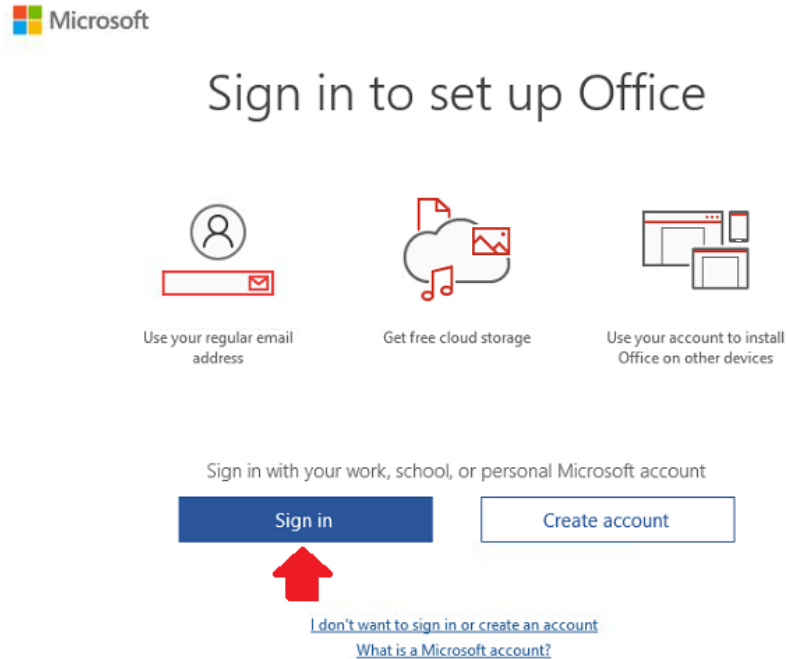 Microsoft
Sign in to set up Office
Use your regular email
address
Get free cloud storage
Use your account to install
Office on other devices
Sign in with your work, school, or personal Microsoft account
Sign in
Create account
I don't want to sign in or create an account
What is a Microsoft account?